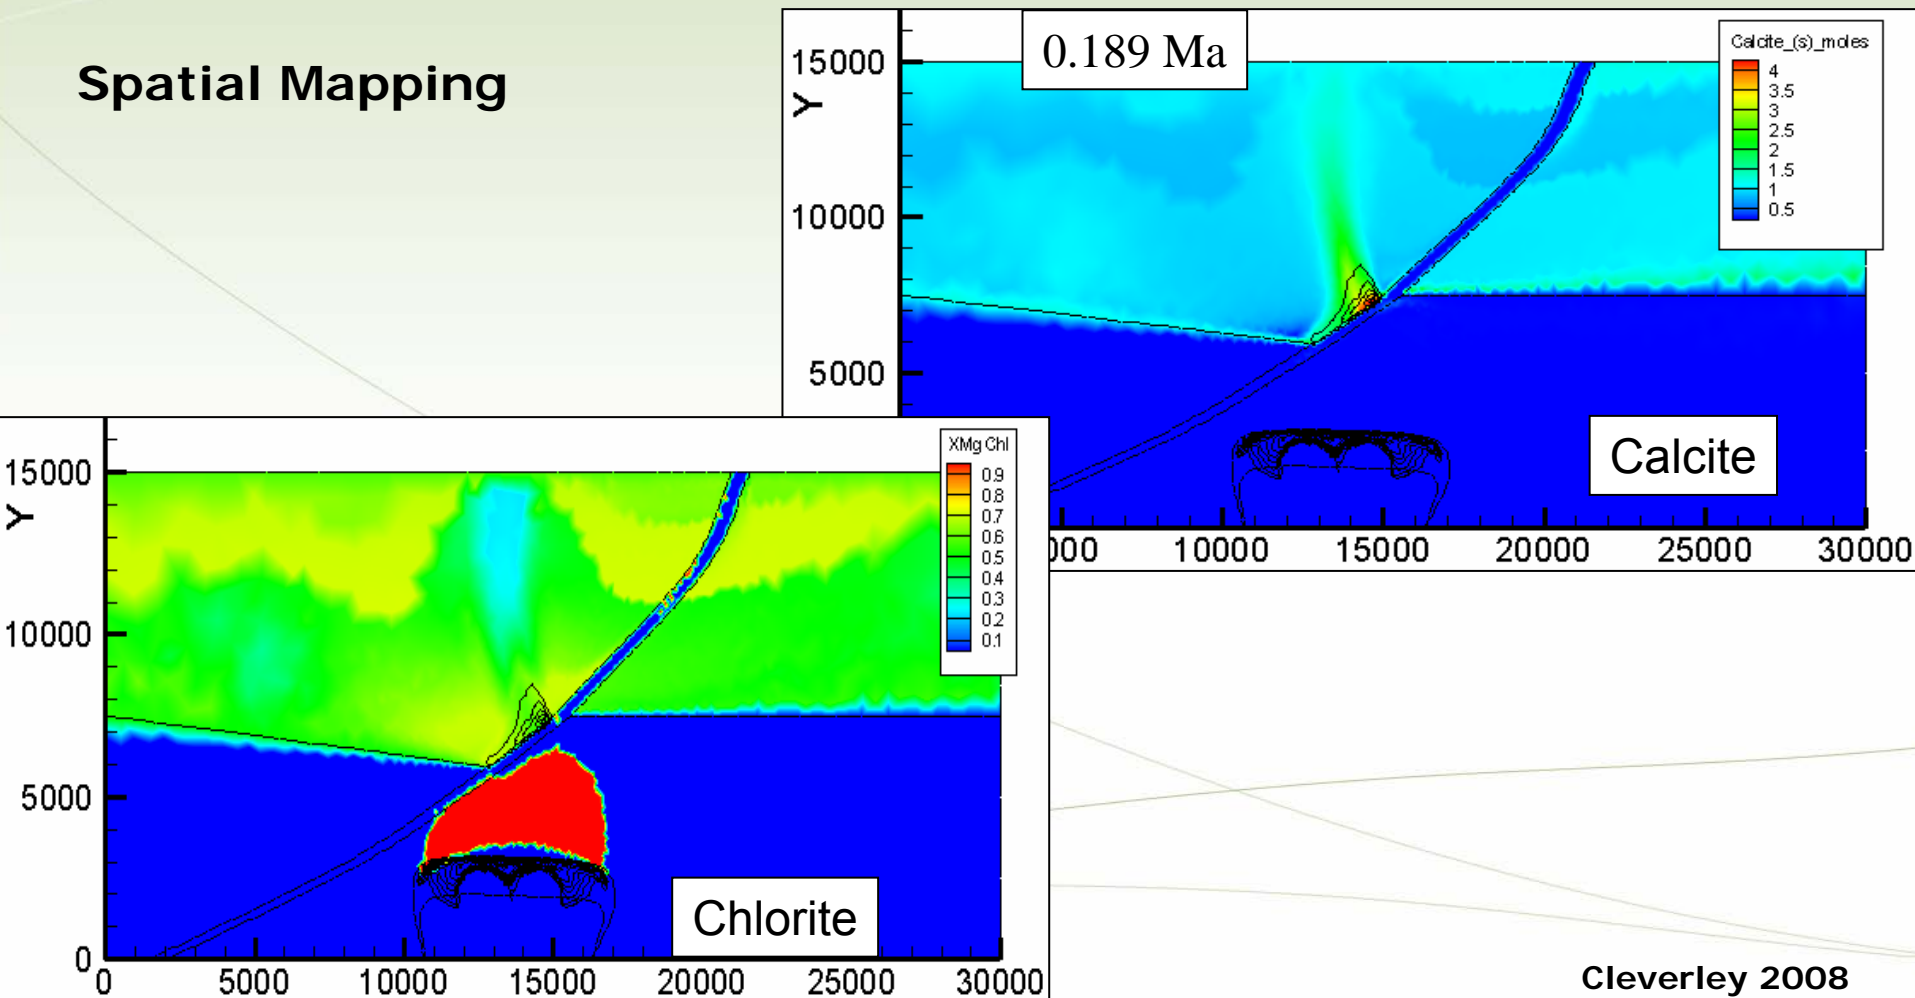 Spatial Mapping
0.189 Ma
Calcite_(s)_moles
4
3.5
3
2.5
2
1.5
1
0.5
15000
Y
10000
5000
Calcite
000 10000 15000 20000 25000 30000
XMg Chl
0.9
0.8
0.7
0.6
0.5
0.4
0.3
0.2
0.1
15000
Y
10000
5000
0
Chlorite
0 5000 10000 15000 20000 25000 30000
Cleverley 2008